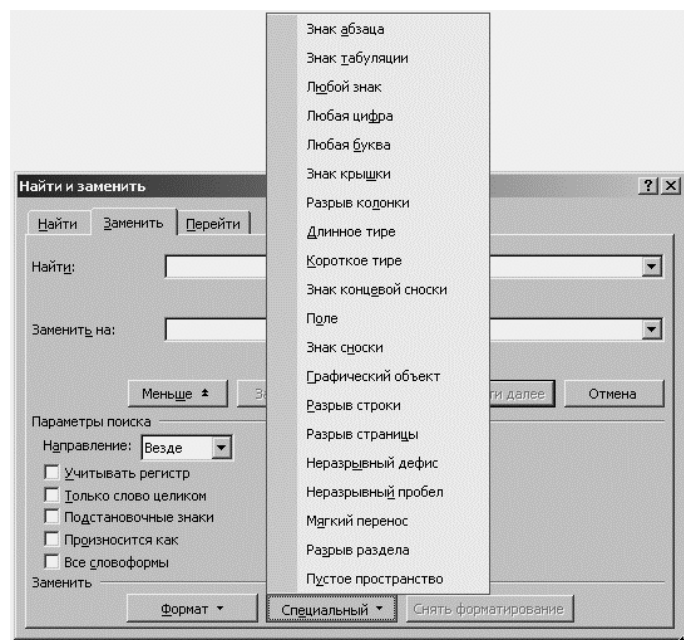 Знак абзаца
Знак табуляции
Любой знак
Любая цифра
Любая буква
Знак крышки
Разрыв колонки
Длинное тире
Короткое тире
Знак концевой сноски
Поле
Знак сноски
Графический объект
Разрыв строки
Разрыв страницы
Неразрывный дефис
Неразрывный пробел
Мягкий перенос
Разрыв раздела
Пустое пространство
Найти и заменить
Найти Заменить Перейти
Найти:
Заменить на:
Меньше Отмена
Параметры поиска
Направление: Везде
Учитывать регистр
Только слово целиком
Подстановочные знаки
Произносится как
Все словоформы
Заменить
Формат Специальный Снять форматирование